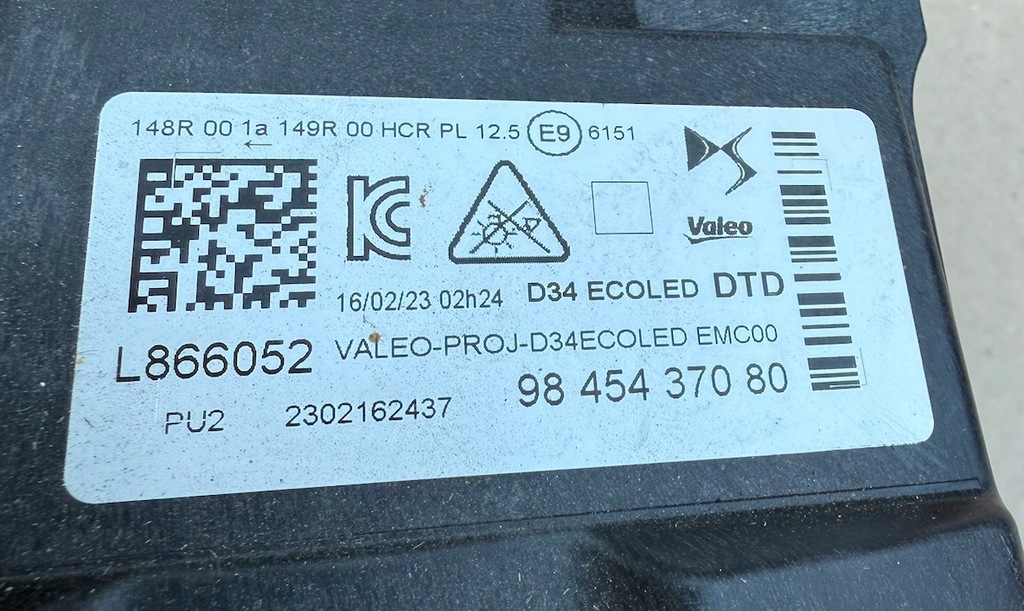 148R 00 1a 149R 00 HCR PL 12.5 E9 6151
←
KC
Valeo
16/02/23 02h24 D34 ECOLED DTD
L866052 VALEO-PROJ-D34ECOLED EMC00
98 454 370 80
PU2 2302162437